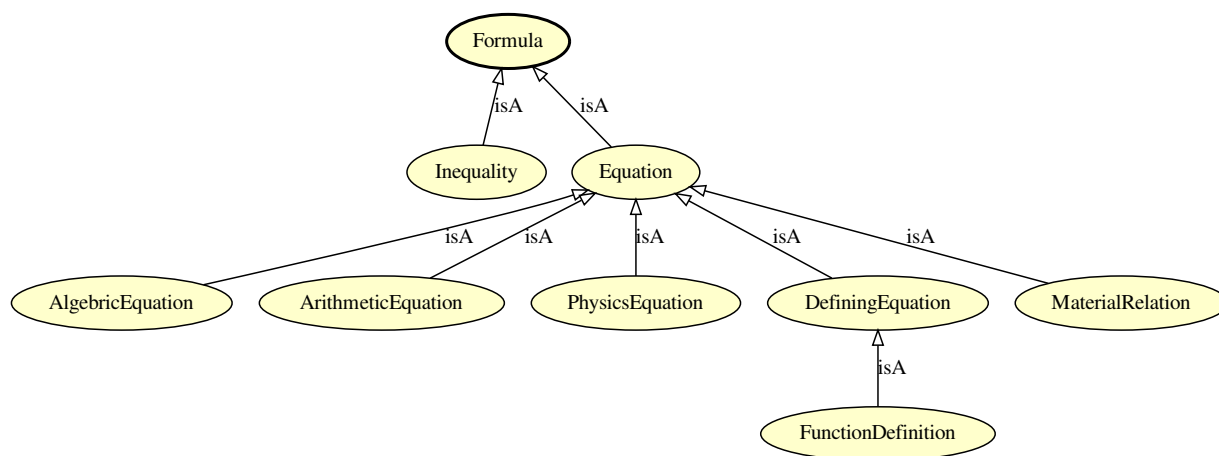 Formula
isA
isA
Inequality
Equation
isA
isA
isA
isA
isA
AlgebricEquation
ArithmeticEquation
PhysicsEquation
DefiningEquation
MaterialRelation
isA
FunctionDefinition